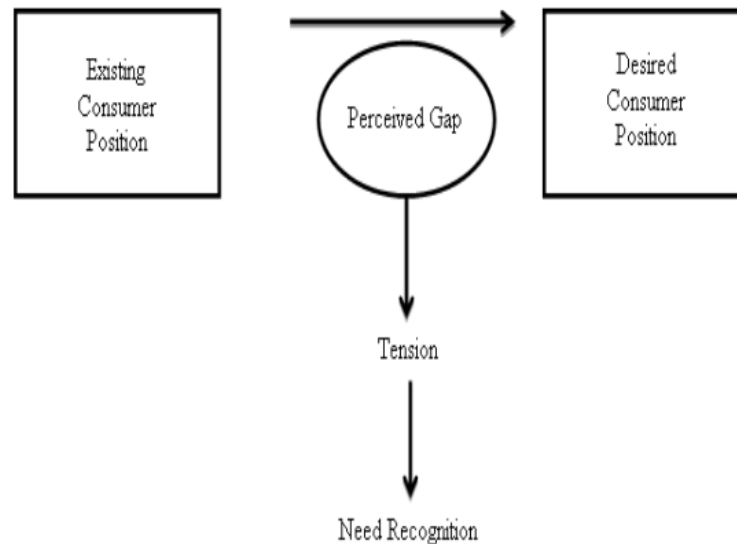 Existing
Consumer
Position
Perceived Gap
Desired
Consumer
Position
Tension
Need Recognition